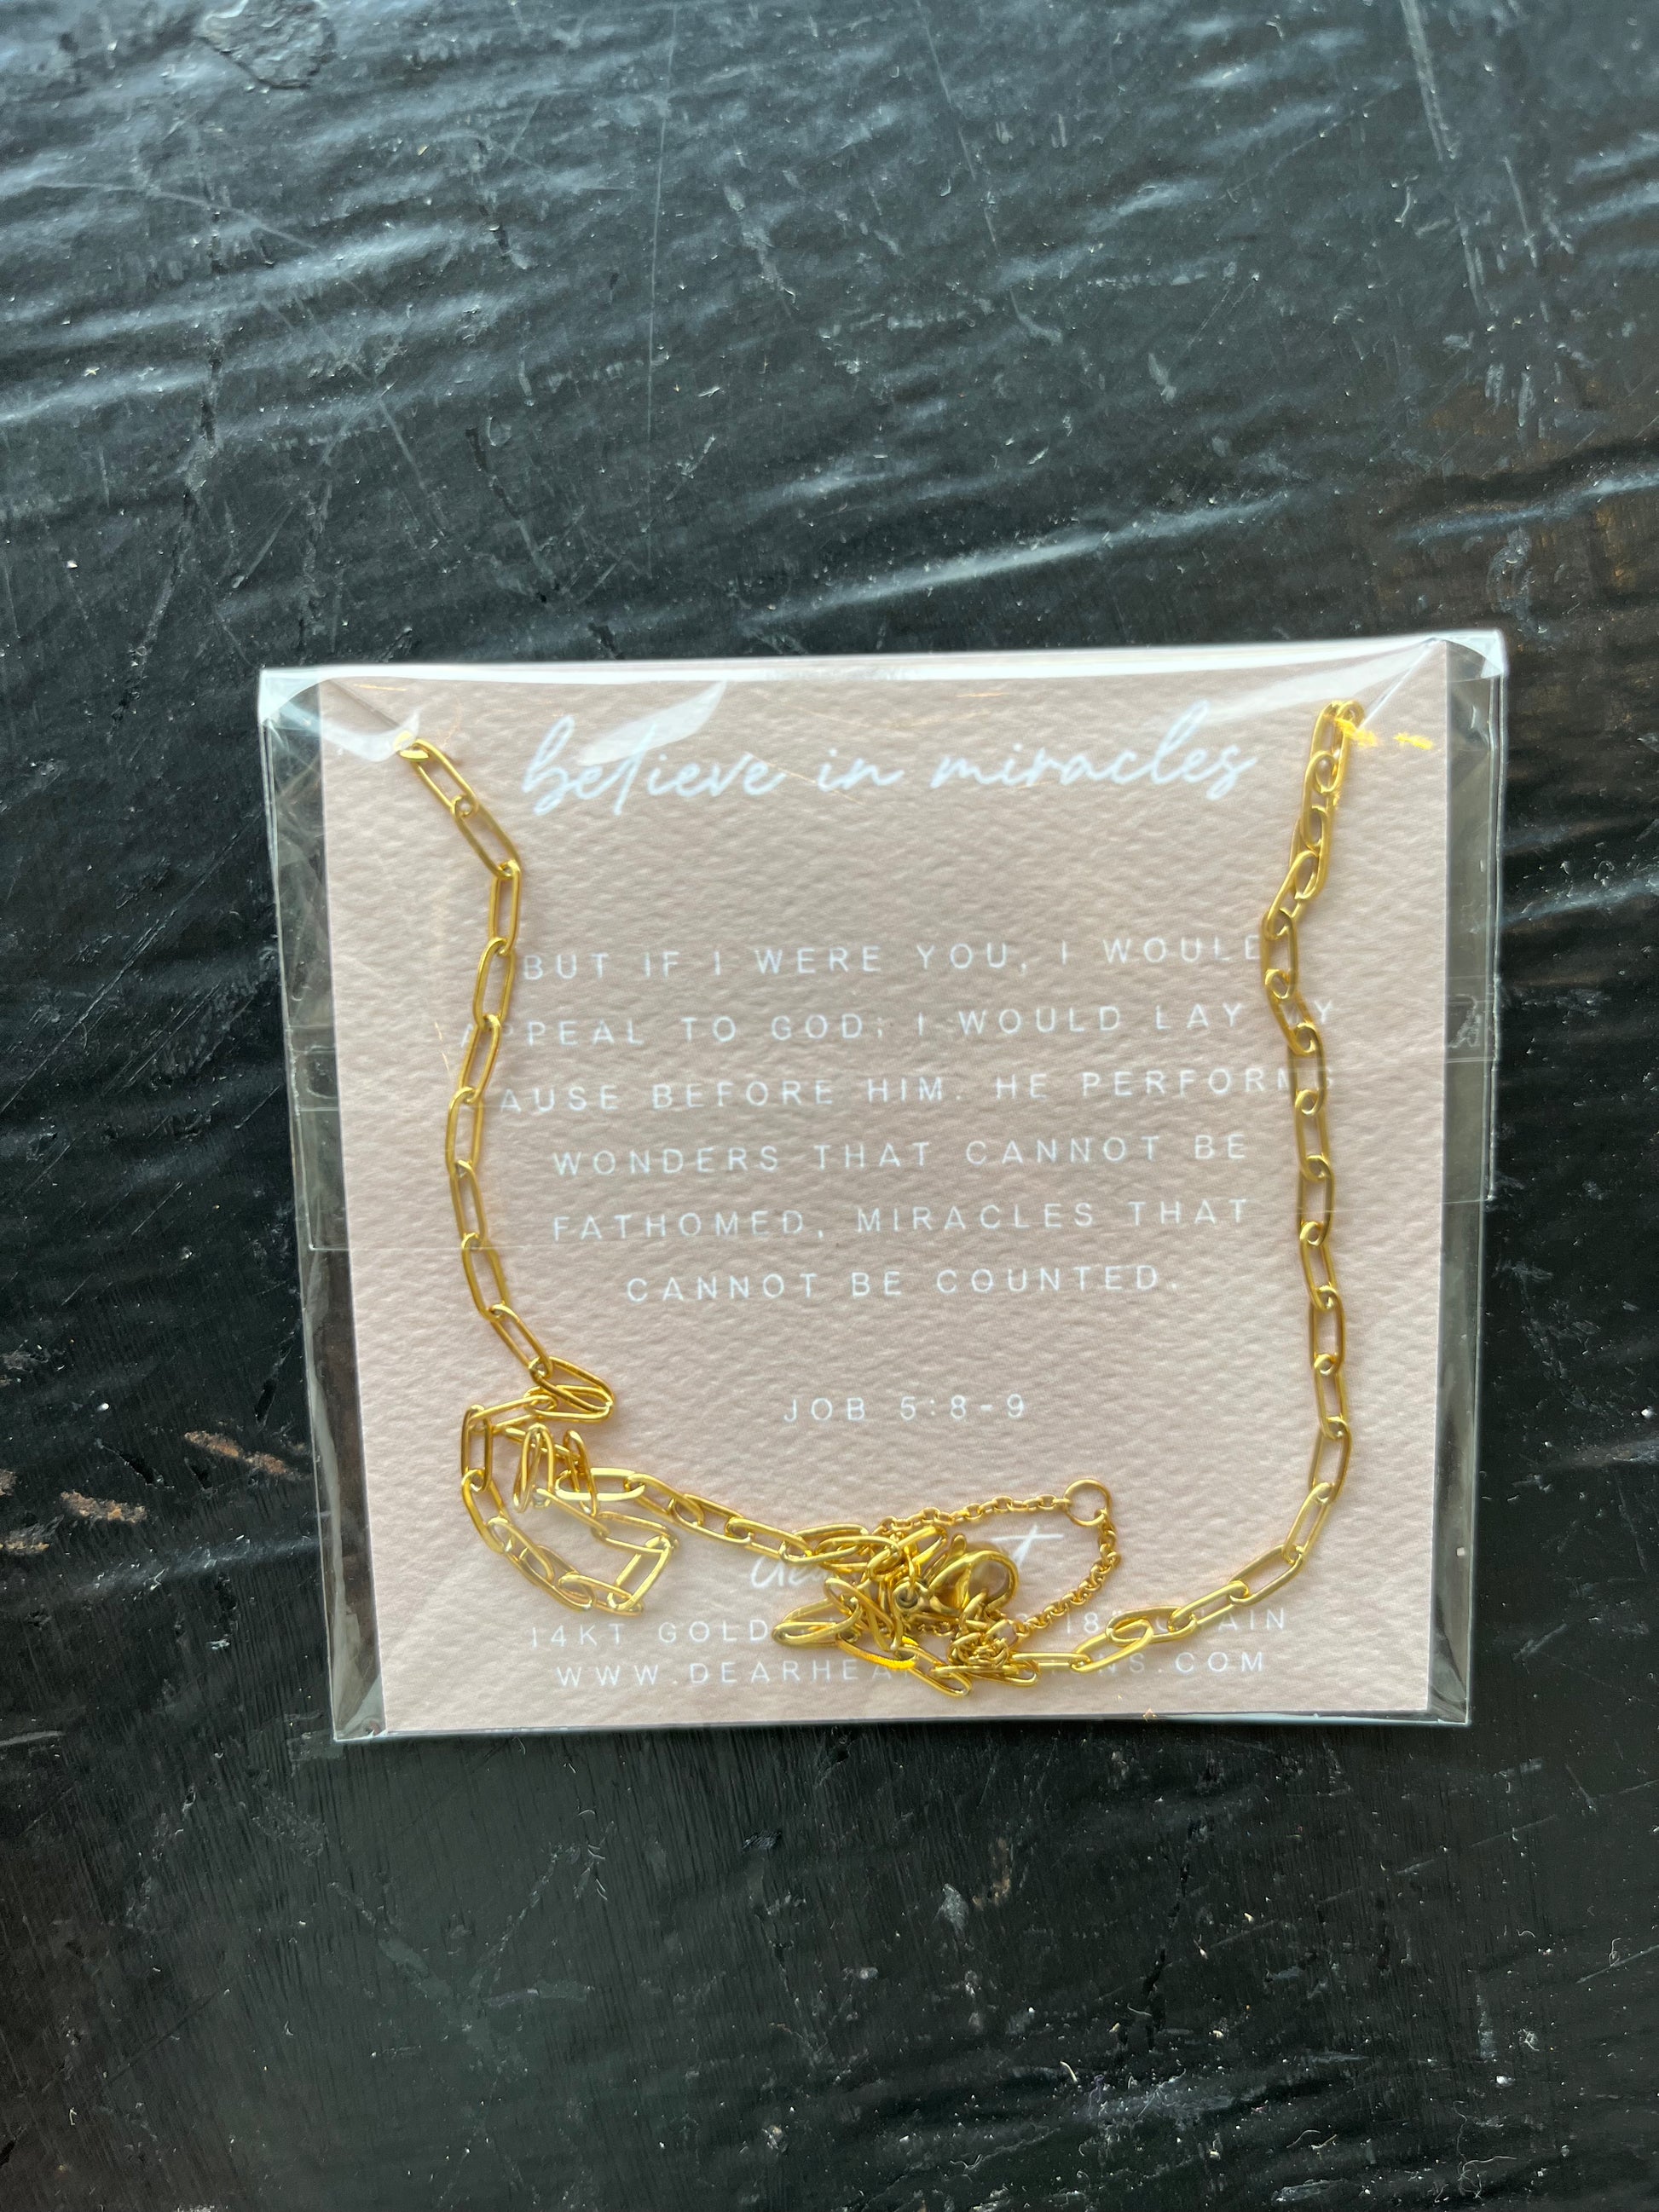 believe in miracles
BUT IF I WERE YOU, I WOULD
APPEAL TO GOD; I WOULD LAY
BEFORE HIM. HE PERFORMS
WONDERS THAT CANNOT BE
FATHOMED, MIRACLES THAT
CANNOT BE COUNTED.
JOB 5:8-9
14KT GOLD